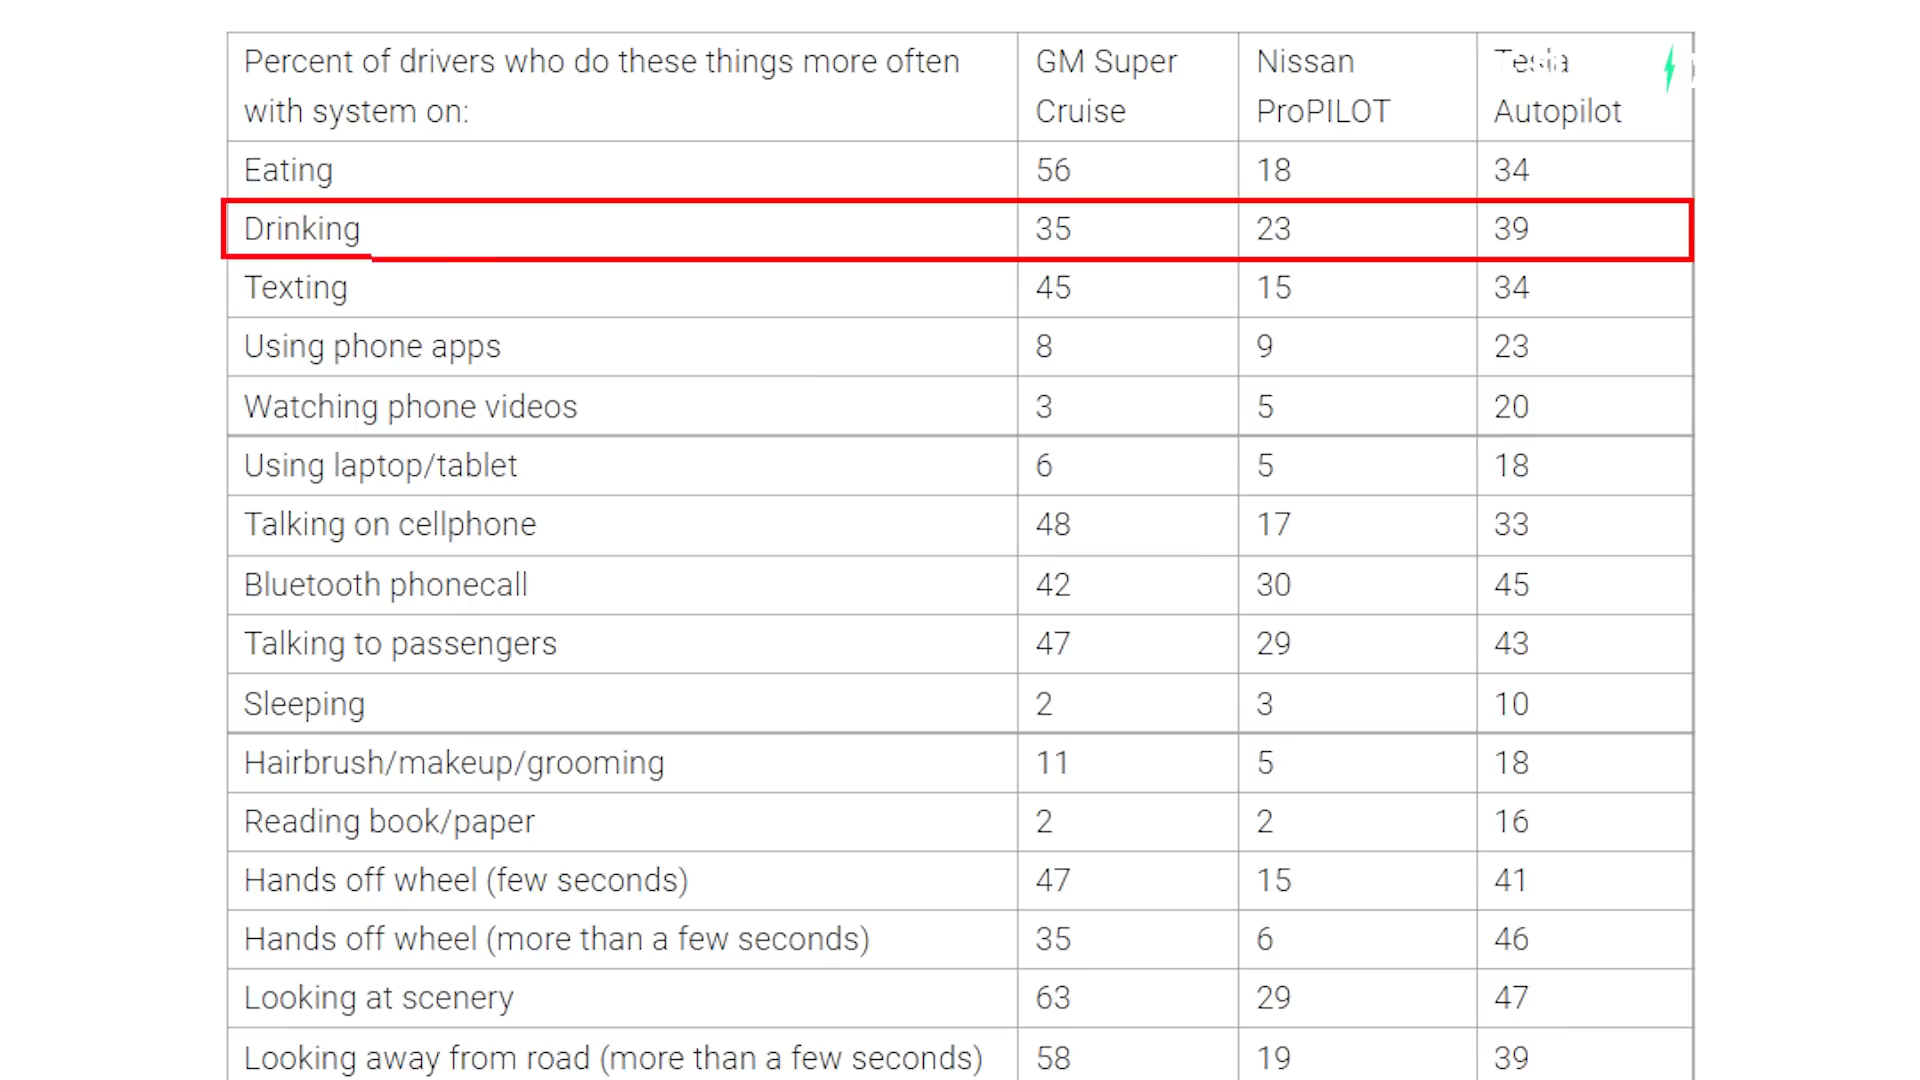 Percent of drivers who do these things more often with system on: GM Super Cruise Nissan ProPILOT Tesla Autopilot
Eating 56 18 34
Drinking 35 23 39
Texting 45 15 34
Using phone apps 8 9 23
Watching phone videos 3 5 20
Using laptop/tablet 6 5 18
Talking on cellphone 48 17 33
Bluetooth phonecall 42 30 45
Talking to passengers 47 29 43
Sleeping 2 3 10
Hairbrush/makeup/grooming 11 5 18
Reading book/paper 2 2 16
Hands off wheel (few seconds) 47 15 41
Hands off wheel (more than a few seconds) 35 6 46
Looking at scenery 63 29 47
Looking away from road (more than a few seconds) 58 19 39